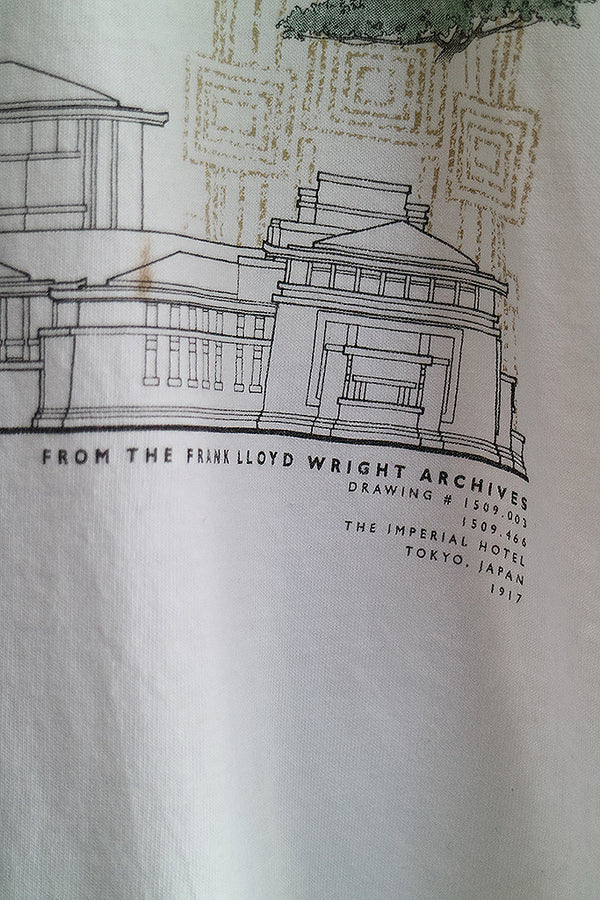 FROM THE FRANK LLOYD WRIGHT ARCHIVES
DRAWING # 1509.003
1509.466
THE IMPERIAL HOTEL
TOKYO, JAPAN
1917